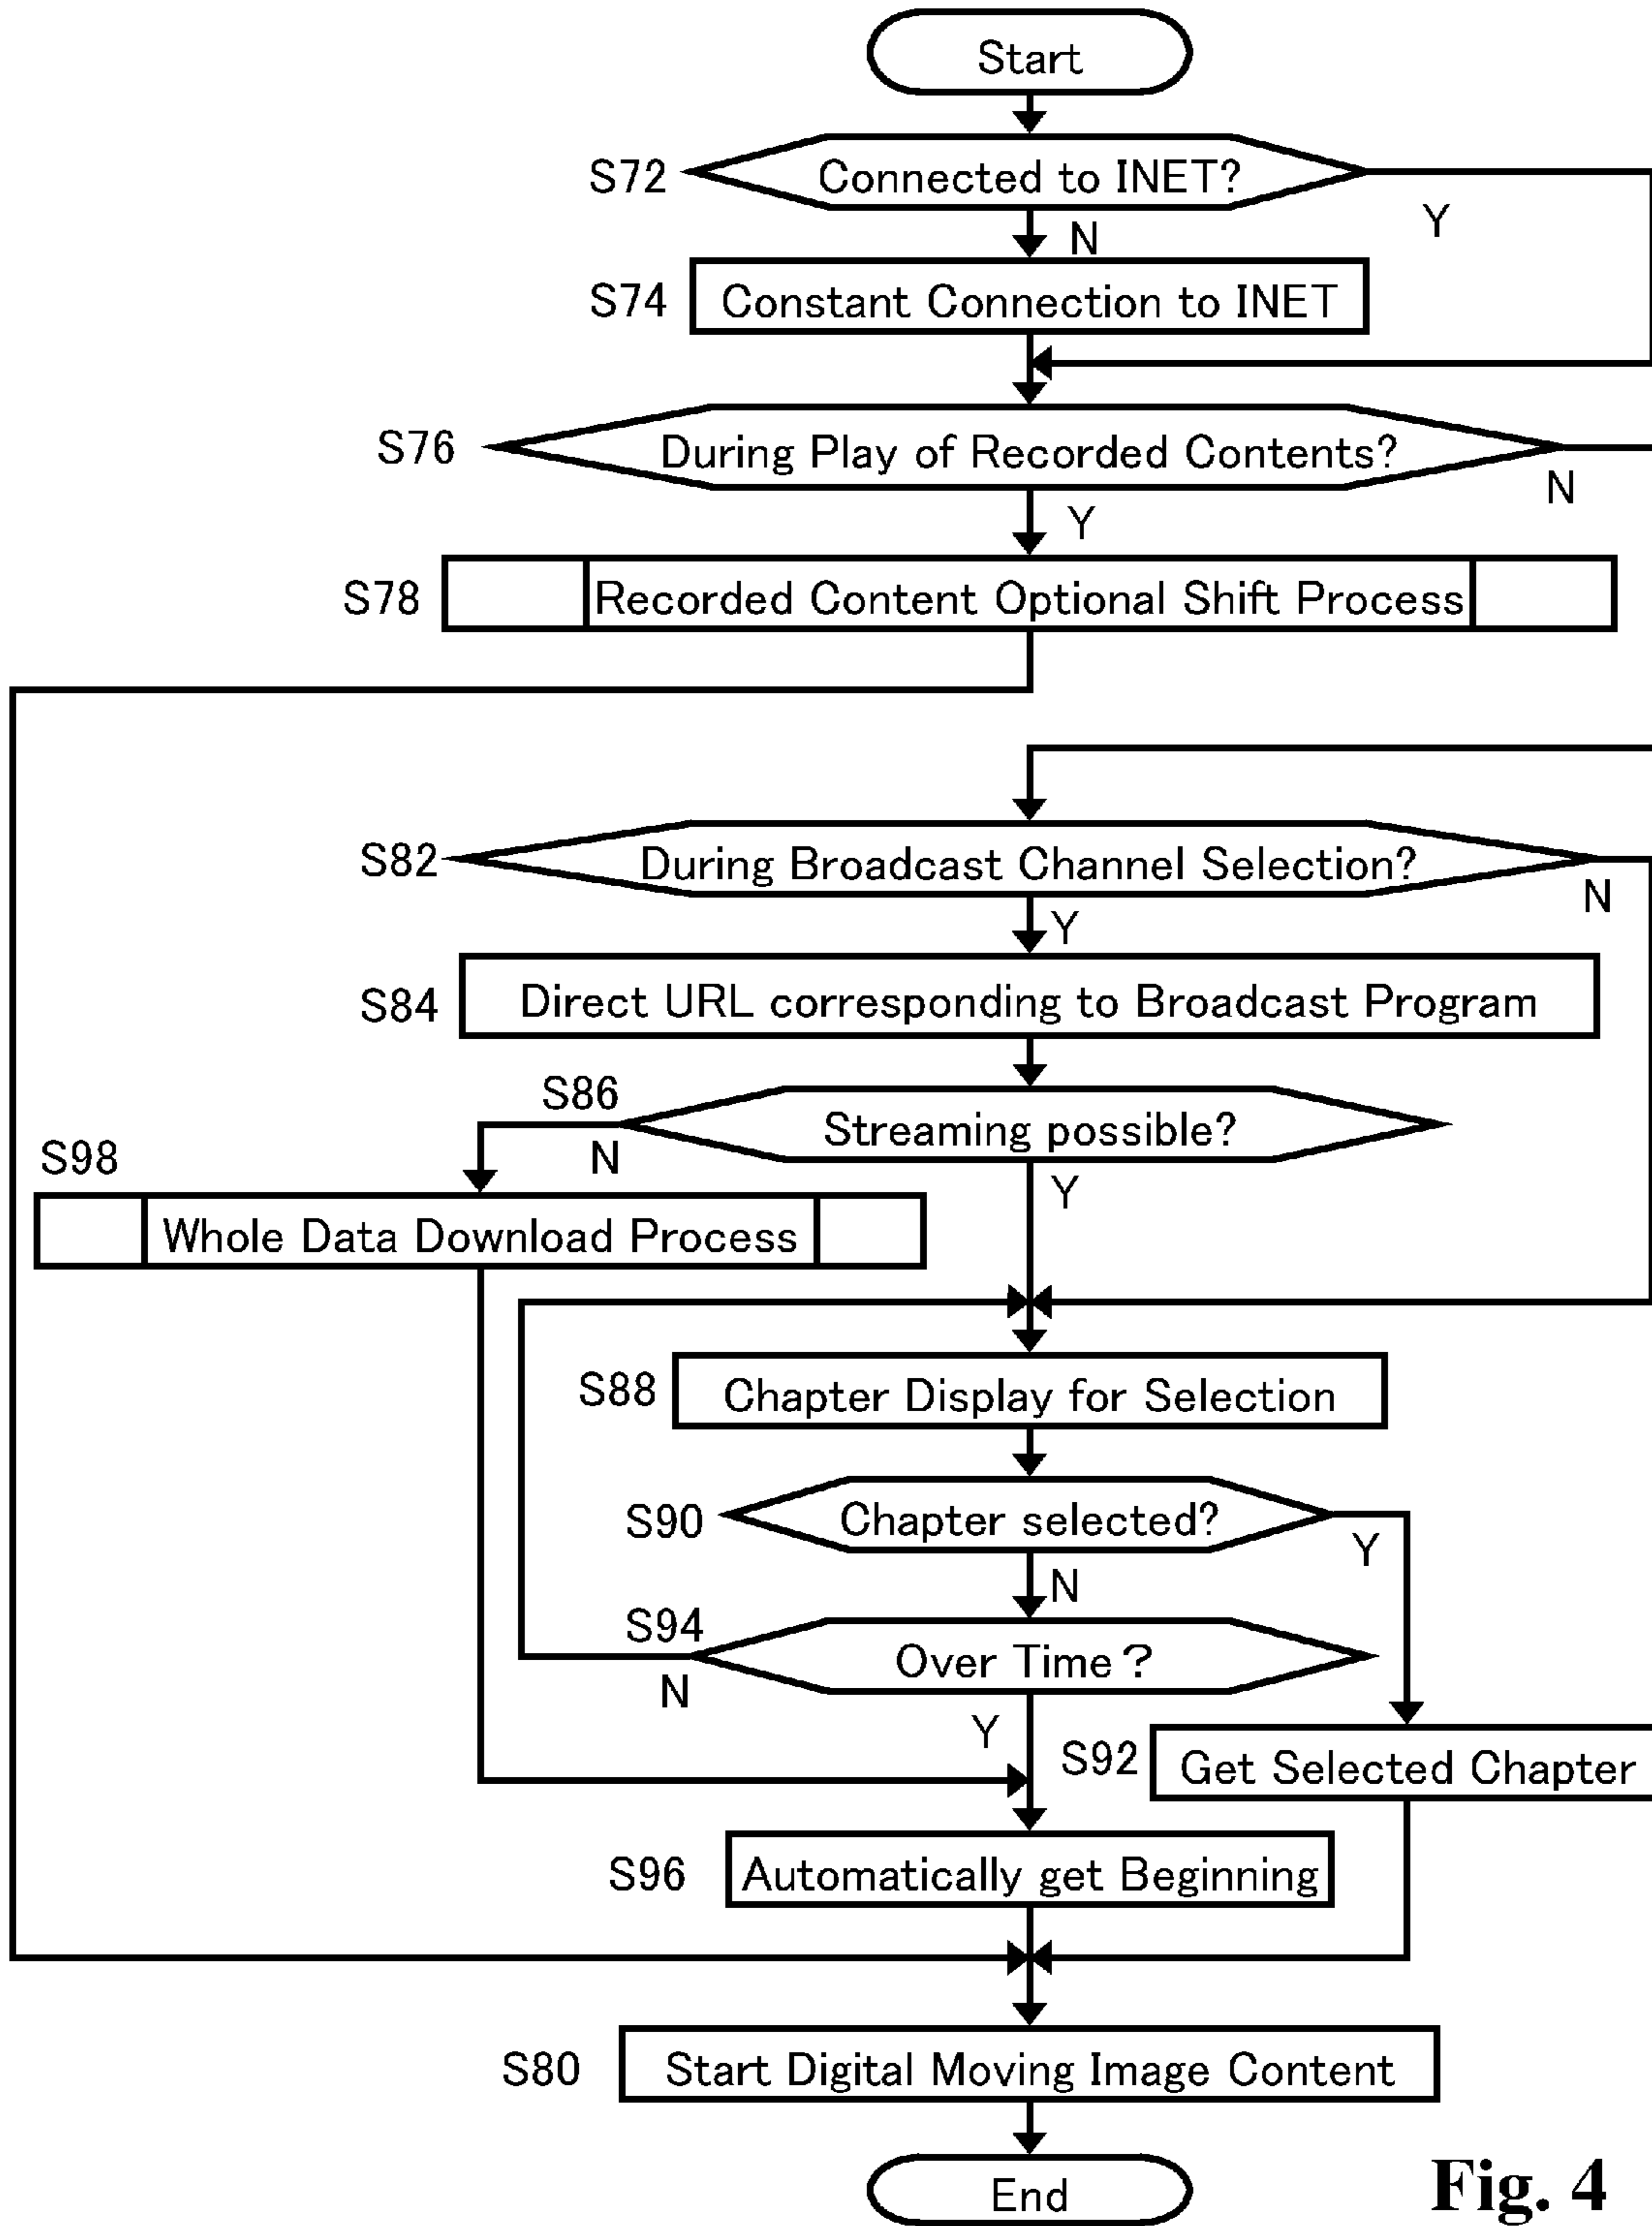 Start
S72
Connected to INET?
Y
N
S74
Constant Connection to INET
S76
During Play of Recorded Contents?
N
Y
S78
Recorded Content Optional Shift Process
S82
During Broadcast Channel Selection?
N
Y
S84
Direct URL corresponding to Broadcast Program
S86
Streaming possible?
N
Y
S98
Whole Data Download Process
S88
Chapter Display for Selection
S90
Chapter selected?
Y
N
S94
Over Time?
N
Y
S92
Get Selected Chapter
S96
Automatically get Beginning
S80
Start Digital Moving Image Content
End
Fig. 4